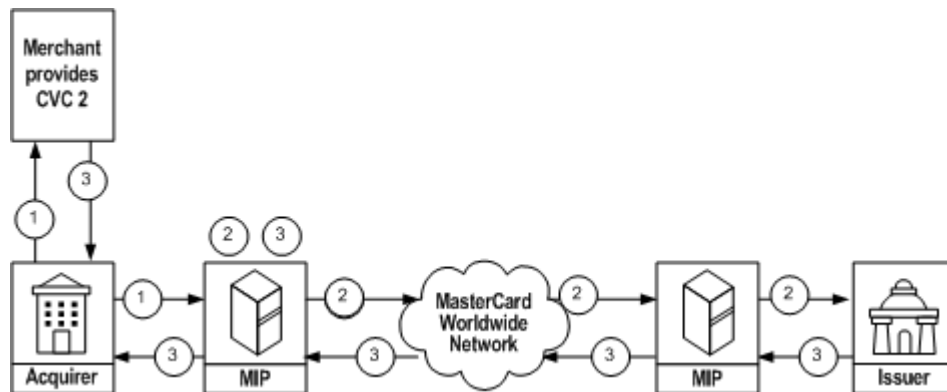 Merchant
provides
CVC 2
1
3
2
3
1
2
2
2
MasterCard
Worldwide
Network
3
3
3
3
Acquirer
MIP
MIP
Issuer